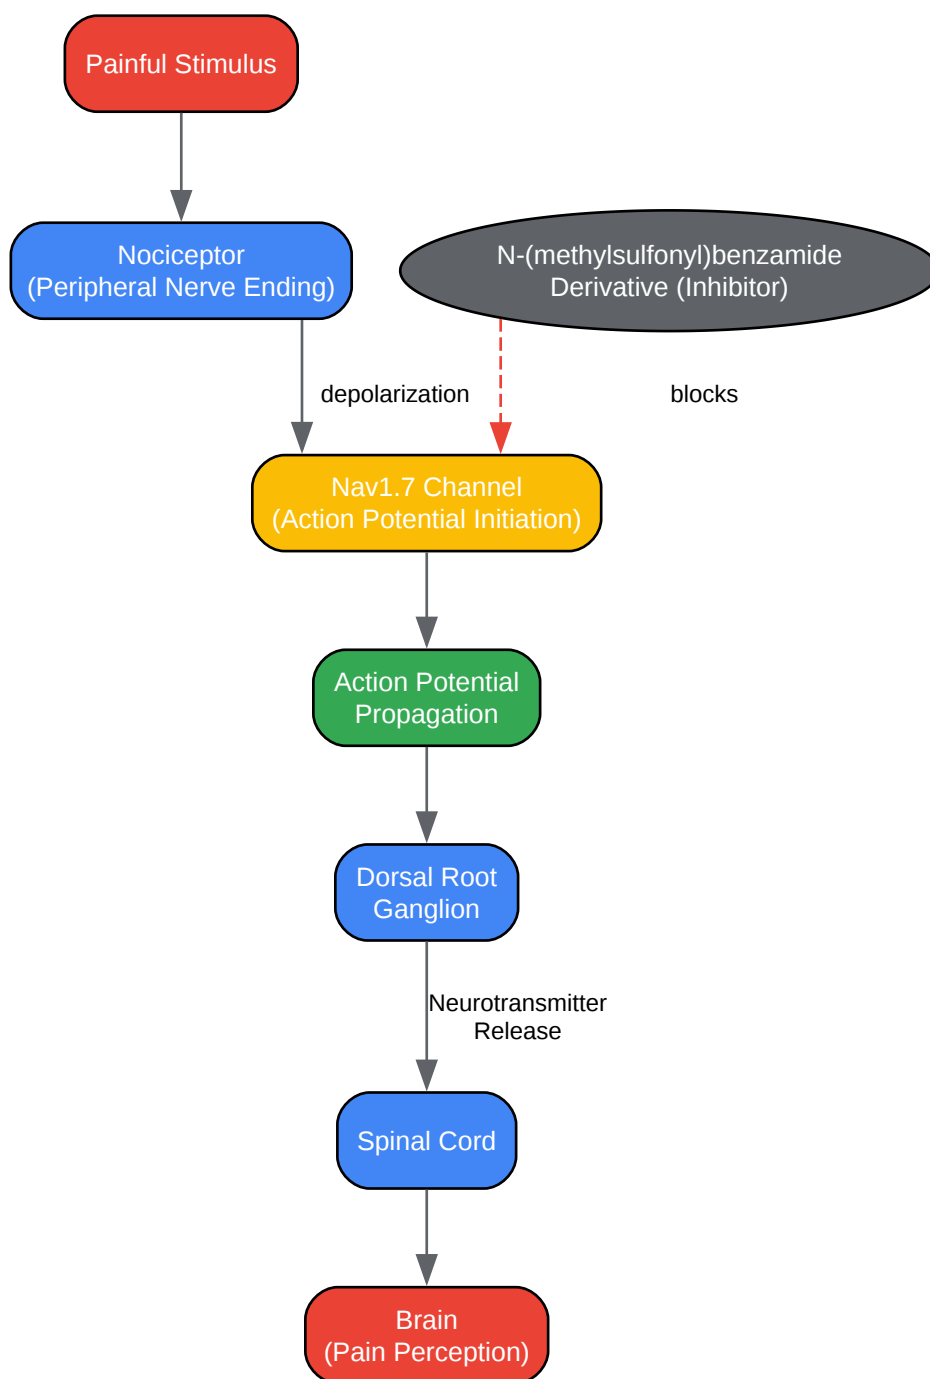 Painful Stimulus
Nociceptor
(Peripheral Nerve Ending)
N-(methylsulfonyl)benzamide
Derivative (Inhibitor)
depolarization
blocks
Nav1.7 Channel
(Action Potential Initiation)
Action Potential
Propagation
Dorsal Root
Ganglion
Neurotransmitter
Release
Spinal Cord
Brain
(Pain Perception)